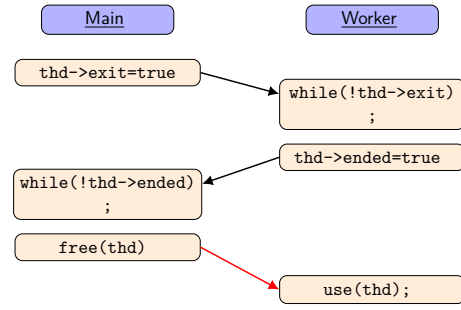 Main
Worker
thd->exit=true
while(!thd->exit)
;
thd->ended=true
while(!thd->ended)
;
free(thd)
use(thd);